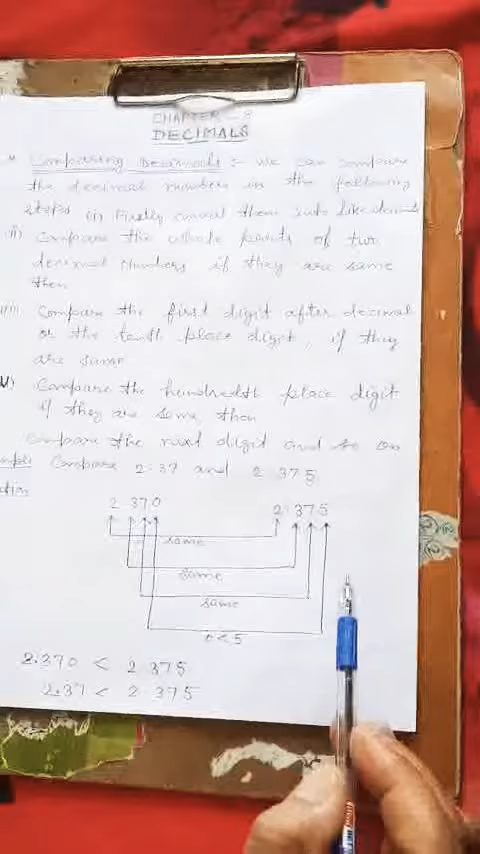 CHAPTER - 8
DECIMALS
Comparing Decimals :- We can compare
the decimal numbers in the following
steps (i) Firstly convert them into like decimals
ii) Compare the whole parts of two
decimal Numbers if they are same
then
iii) Compare the first digit after decimal
or the tenth place digit, if they
are same
Compare the hundredth place digit
if they are same then
Compare the next digit and so on
Compare 2.37 and 2.375
2 370 2.375
same
same
same
0 < 5
2.370 < 2.375
2.37 < 2.375